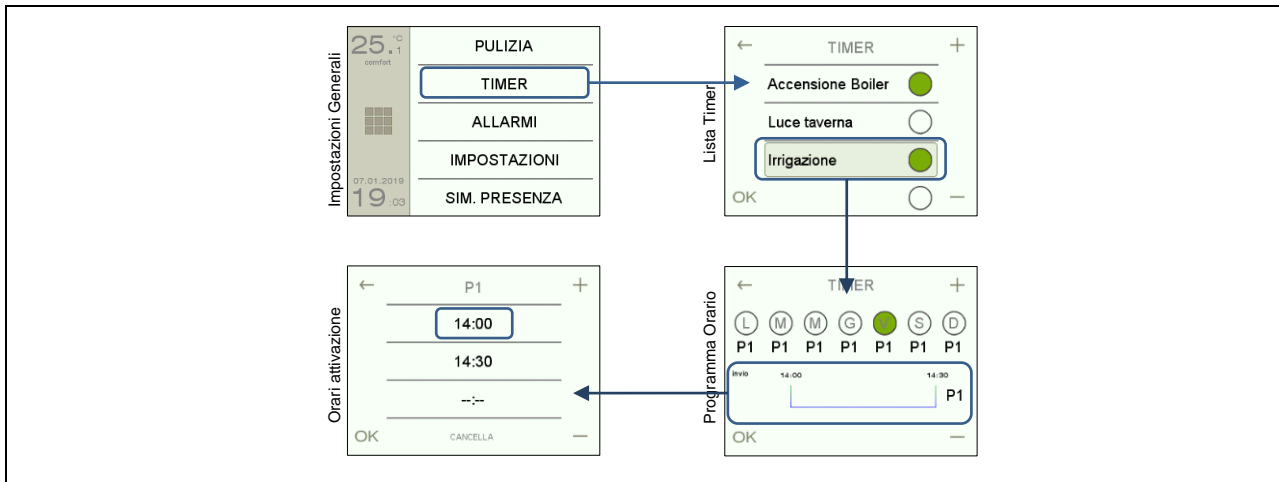 Impostazioni Generali
25.1 °C
comfort
07.01.2019
19:03
PULIZIA
TIMER
ALLARMI
IMPOSTAZIONI
SIM. PRESENZA
Lista Timer
← TIMER +
Accensione Boiler
Luce taverna
Irrigazione
OK −
Orari attivazione
← P1 +
14:00
14:30
--:--
OK CANCELLA −
Programma Orario
← TIMER +
L M M G V S D
P1 P1 P1 P1 P1 P1 P1
invio 14:00 14:30
P1
OK −